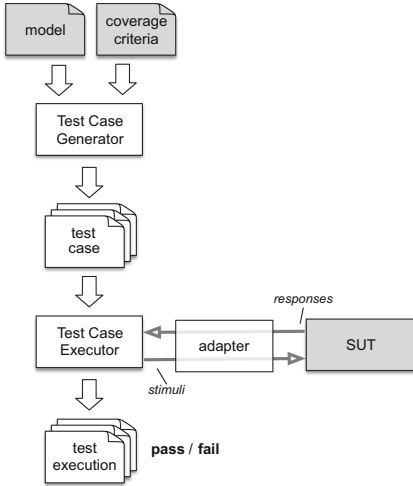 model
coverage
criteria
Test Case
Generator
test
case
responses
Test Case
Executor
adapter
SUT
stimuli
test
execution
pass / fail